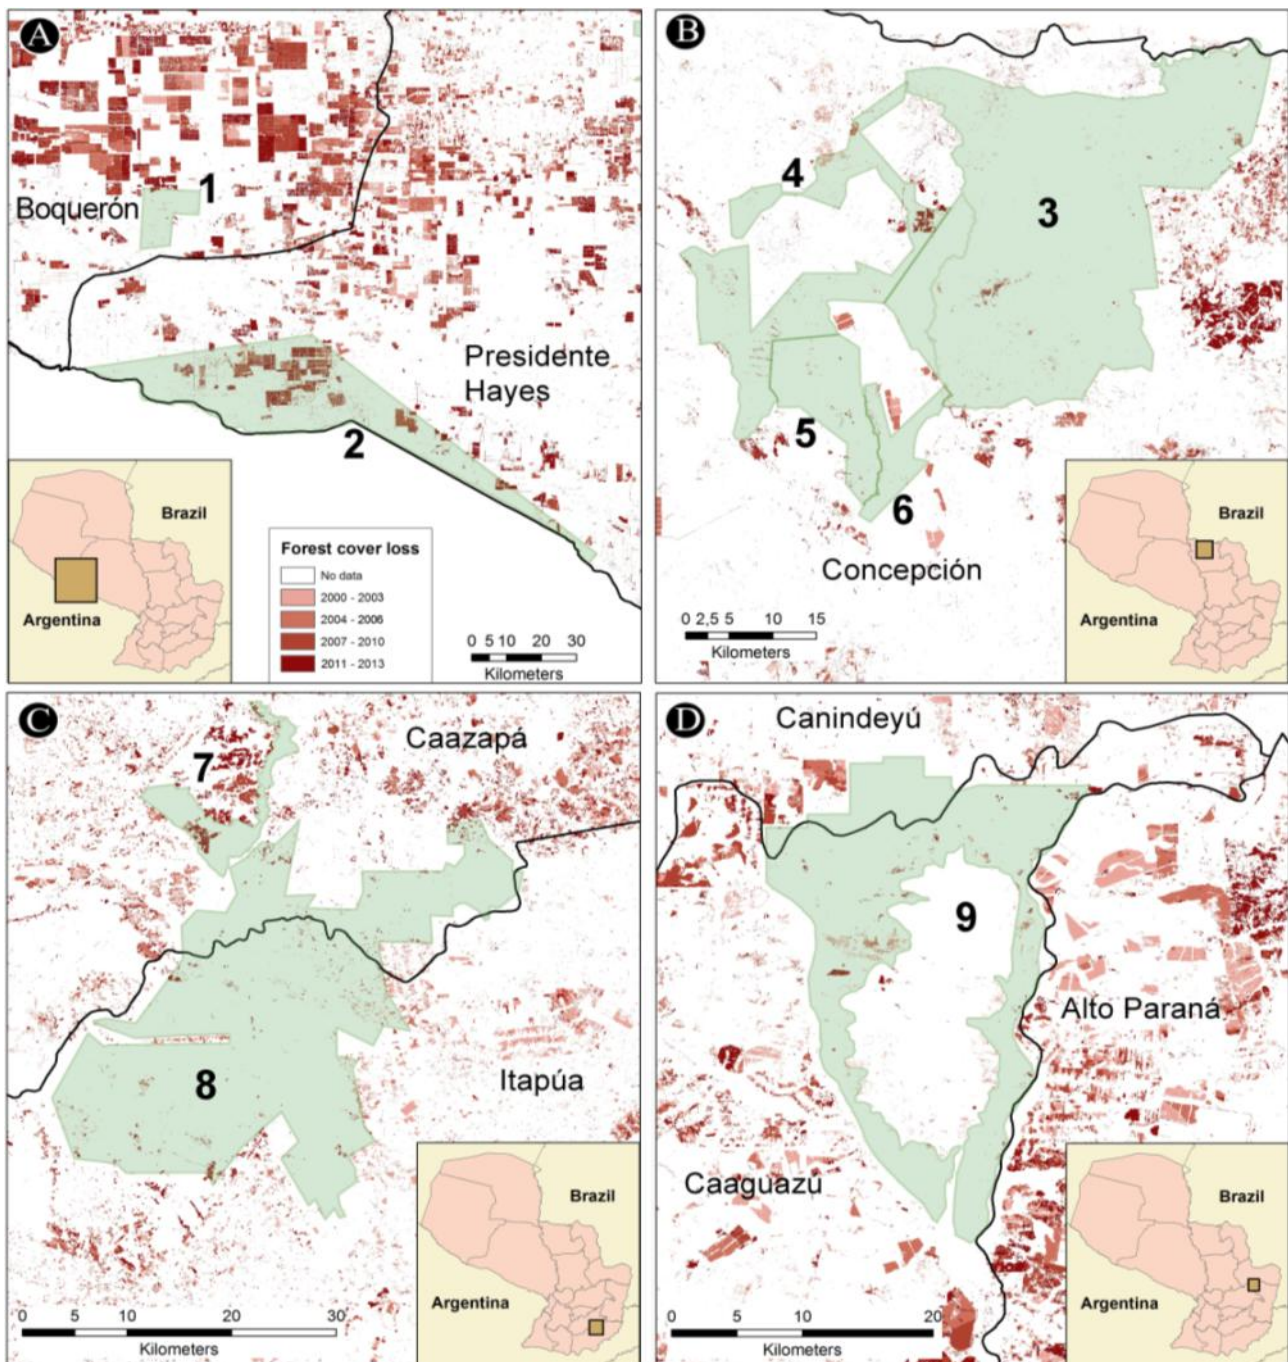 A
1
Boquerón
Presidente
Hayes
2
Brazil
Argentina
Forest cover loss
No data
2000 - 2003
2004 - 2006
2007 - 2010
2011 - 2013
0 5 10 20 30
Kilometers
B
4
3
5
6
Concepción
0 2,5 5 10 15
Kilometers
Brazil
Argentina
C
Caazapá
7
8
Itapúa
0 5 10 20 30
Kilometers
Brazil
Argentina
D
Canindeyú
9
Alto Paraná
Caaguazú
0 5 10 20
Kilometers
Brazil
Argentina